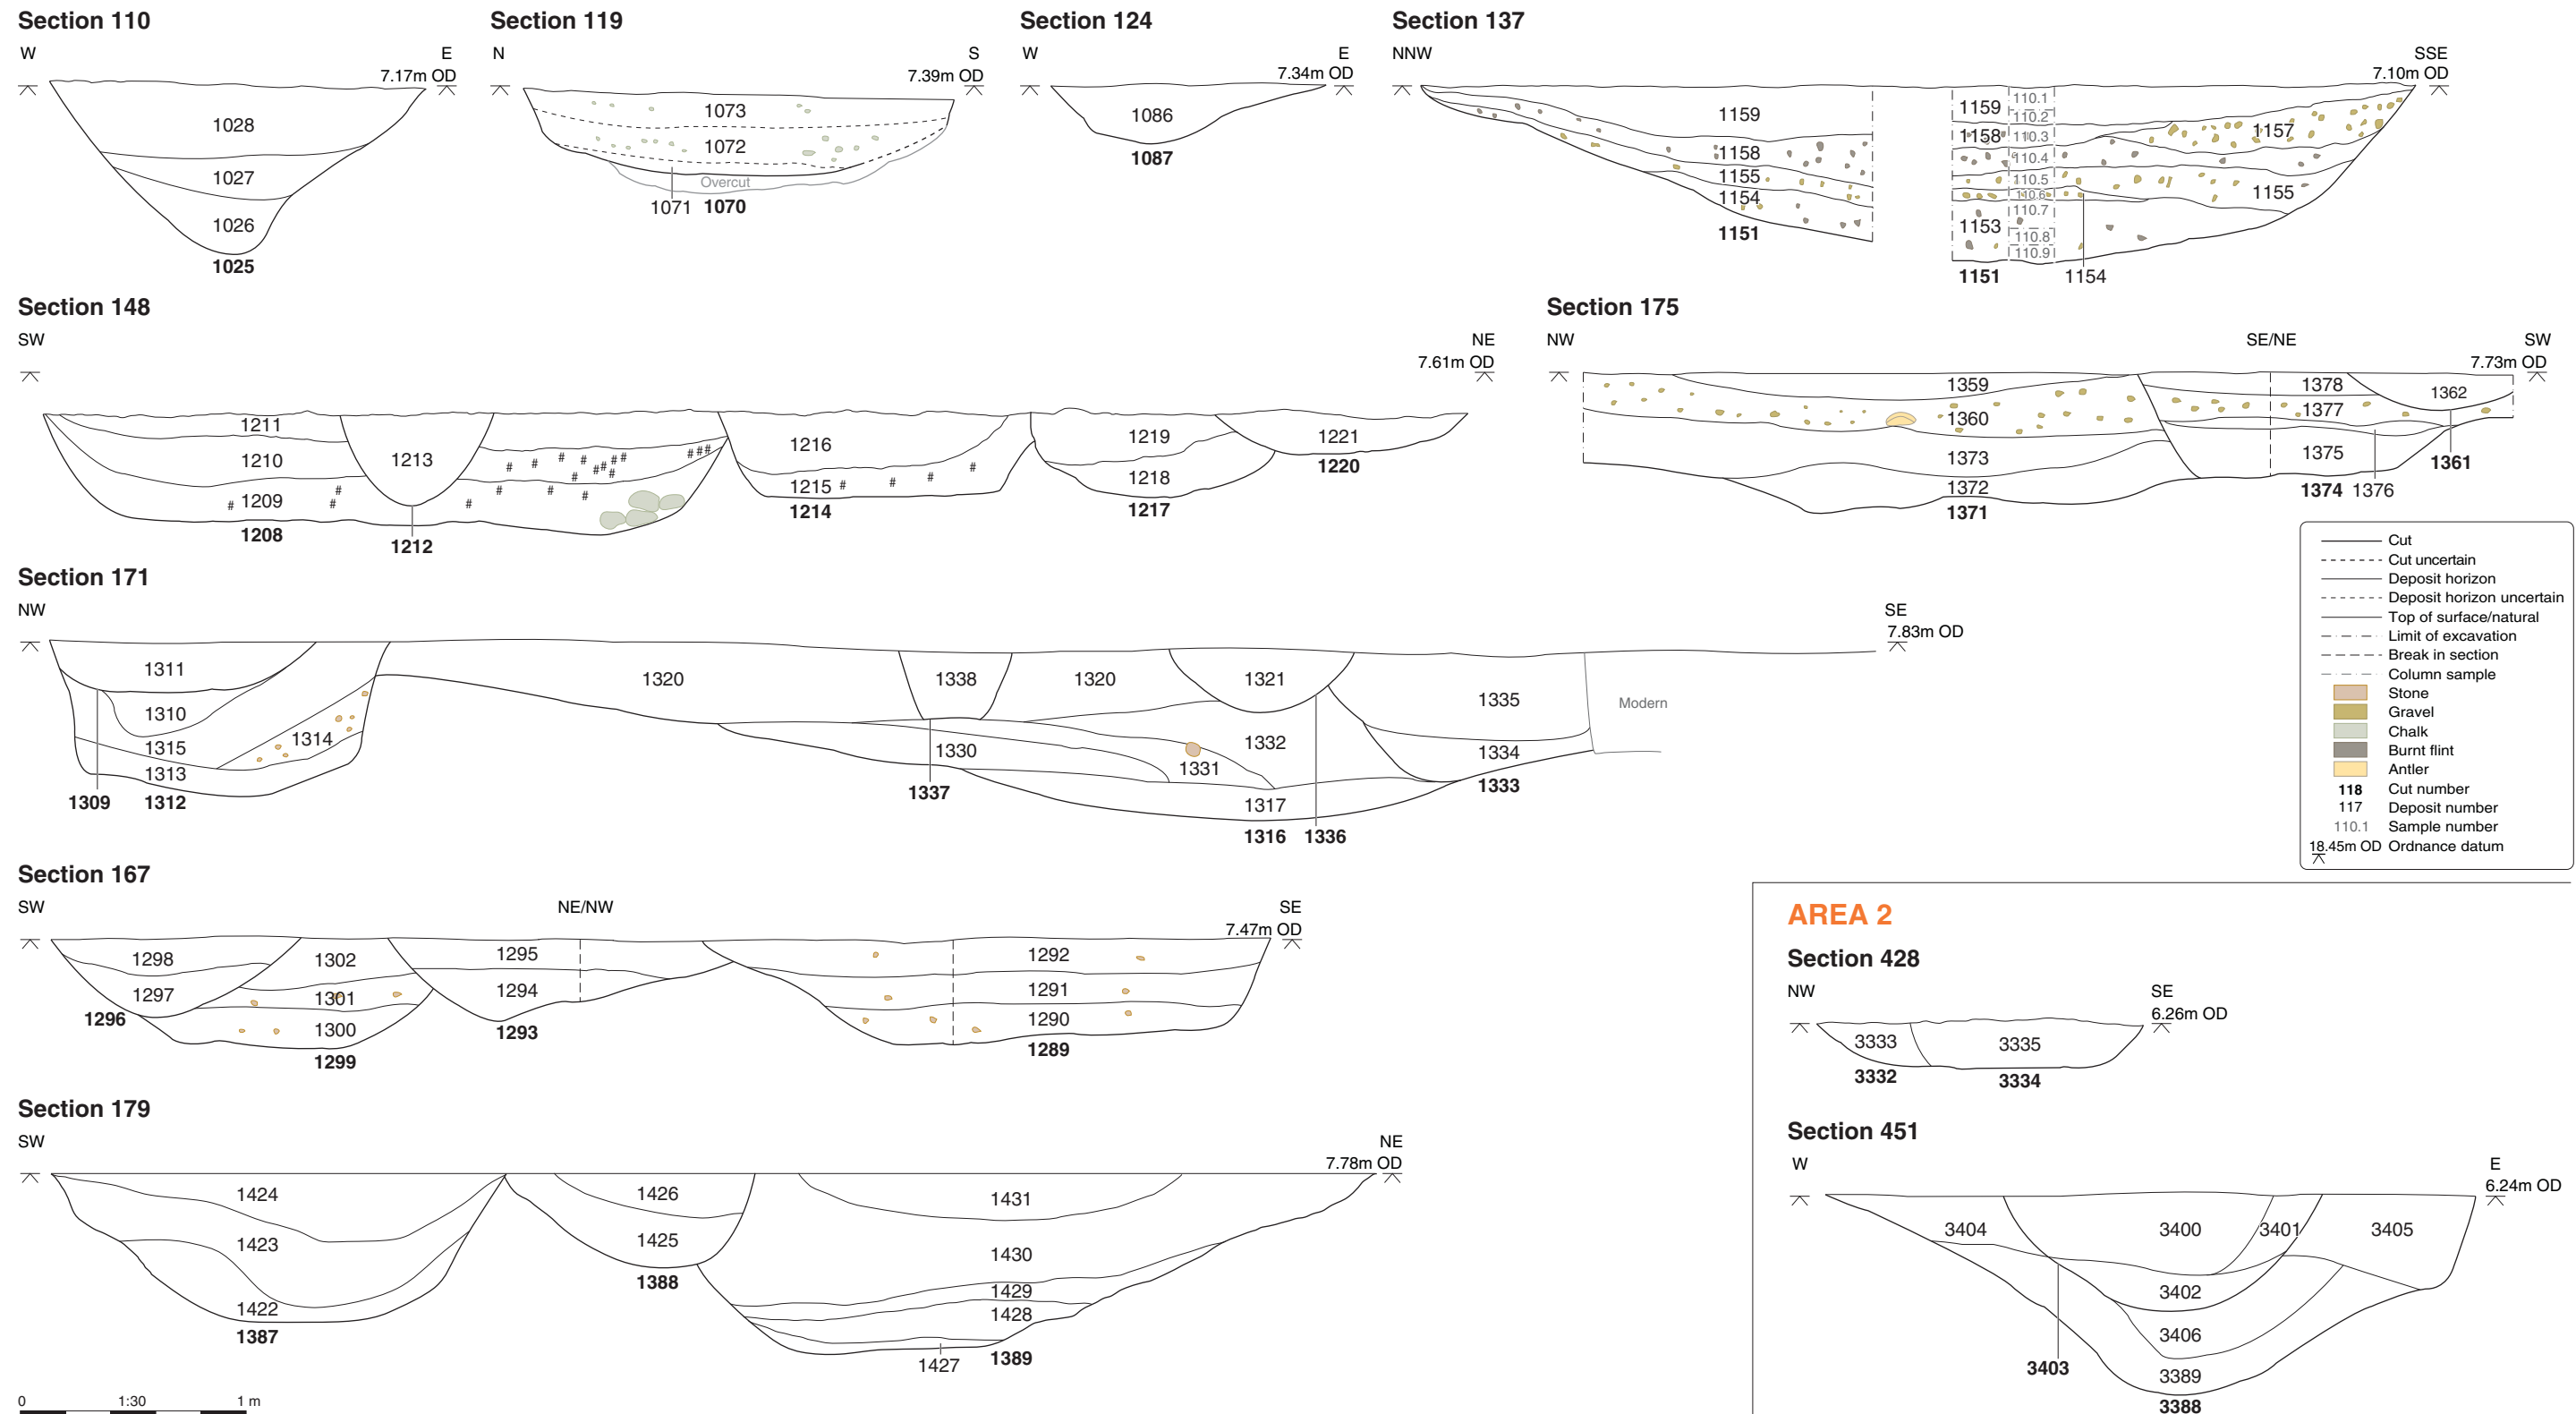 Section 110
W
E
7.17m OD
1028
1027
1026
1025
Section 119
N
S
7.39m OD
1073
1072
Overcut
1071
1070
Section 124
W
E
7.34m OD
1086
1087
Section 137
NNW
SSE
7.10m OD
1159
1158
1155
1154
1151
1159
1158
1153
1151
110.1
110.2
110.3
110.4
110.5
110.6
110.7
110.8
110.9
1157
1155
1154
Section 148
SW
NE
7.61m OD
1211
1210
1209
1208
1213
1212
1216
1215
1214
1219
1218
1217
1221
1220
Section 175
NW
SE/NE
SW
7.73m OD
1359
1360
1373
1372
1371
1378
1377
1375
1374
1376
1362
1361
Section 171
NW
SE
7.83m OD
1311
1310
1315
1313
1314
1309
1312
1320
1338
1330
1337
1320
1331
1321
1332
1317
1316
1336
1335
1334
1333
Modern
Cut
Cut uncertain
Deposit horizon
Deposit horizon uncertain
Top of surface/natural
Limit of excavation
Break in section
Column sample
Stone
Gravel
Chalk
Burnt flint
Antler
118 Cut number
117 Deposit number
110.1 Sample number
18.45m OD Ordnance datum
Section 167
SW
NE/NW
SE
7.47m OD
1298
1297
1296
1302
1301
1300
1299
1295
1294
1293
1292
1291
1290
1289
Section 179
SW
NE
7.78m OD
1424
1423
1422
1387
1426
1425
1388
1431
1430
1429
1428
1427
1389
0
1:30
1 m
AREA 2
Section 428
NW
SE
6.26m OD
3333
3332
3335
3334
Section 451
W
E
6.24m OD
3404
3400
3401
3405
3402
3406
3403
3389
3388